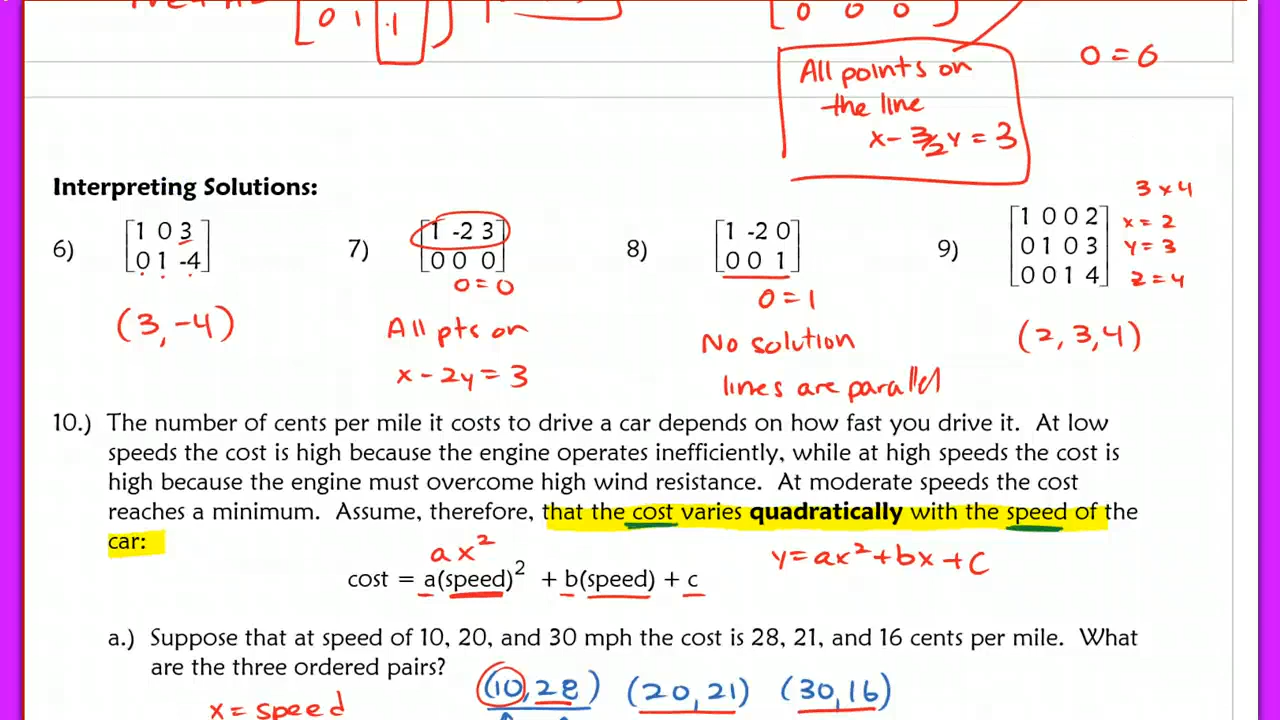 0 1 -1
0 0 0
0 = 6
All points on
the line
x - 3/2 y = 3
Interpreting Solutions:
3 x 4
6) [1 0 3
0 1 -4]
(3, -4)
7) [1 -2 3
0 0 0]
0 = 0
All pts on
x - 2y = 3
8) [1 -2 0
0 0 1]
0 = 1
No solution
lines are parallel
9) [1 0 0 2
0 1 0 3
0 0 1 4]
x = 2
y = 3
z = 4
(2, 3, 4)
10.) The number of cents per mile it costs to drive a car depends on how fast you drive it. At low
speeds the cost is high because the engine operates inefficiently, while at high speeds the cost is
high because the engine must overcome high wind resistance. At moderate speeds the cost
reaches a minimum. Assume, therefore, that the cost varies quadratically with the speed of the
car:
ax²
y = ax² + bx + c
cost = a(speed)² + b(speed) + c
a.) Suppose that at speed of 10, 20, and 30 mph the cost is 28, 21, and 16 cents per mile. What
are the three ordered pairs?
(10, 28) (20, 21) (30, 16)
x = speed